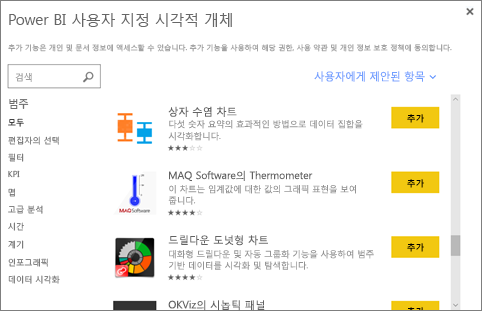 Power BI 사용자 지정 시각적 개체
추가 기능은 개인 및 문서 정보에 액세스할 수 있습니다. 추가 기능을 사용하여 해당 권한, 사용 약관 및 개인 정보 보호 정책에 동의합니다.
검색
사용자에게 제안된 항목
범주
모두
편집자의 선택
필터
KPI
맵
고급 분석
시간
계기
인포그래픽
데이터 시각화
상자 수염 차트
다섯 숫자 요약의 효과적인 방법으로 데이터 집합을
시각화합니다.
추가
MAQ Software의 Thermometer
이 차트는 임계값에 대한 값의 그래픽 표현을 보여
줍니다.
추가
MAQ Software
드릴다운 도넛형 차트
대화형 드릴다운 및 자동 그룹화 기능을 사용하여 범주
기반 데이터를 시각화 및 탐색합니다.
추가
OKViz의 시놉틱 패널
추가